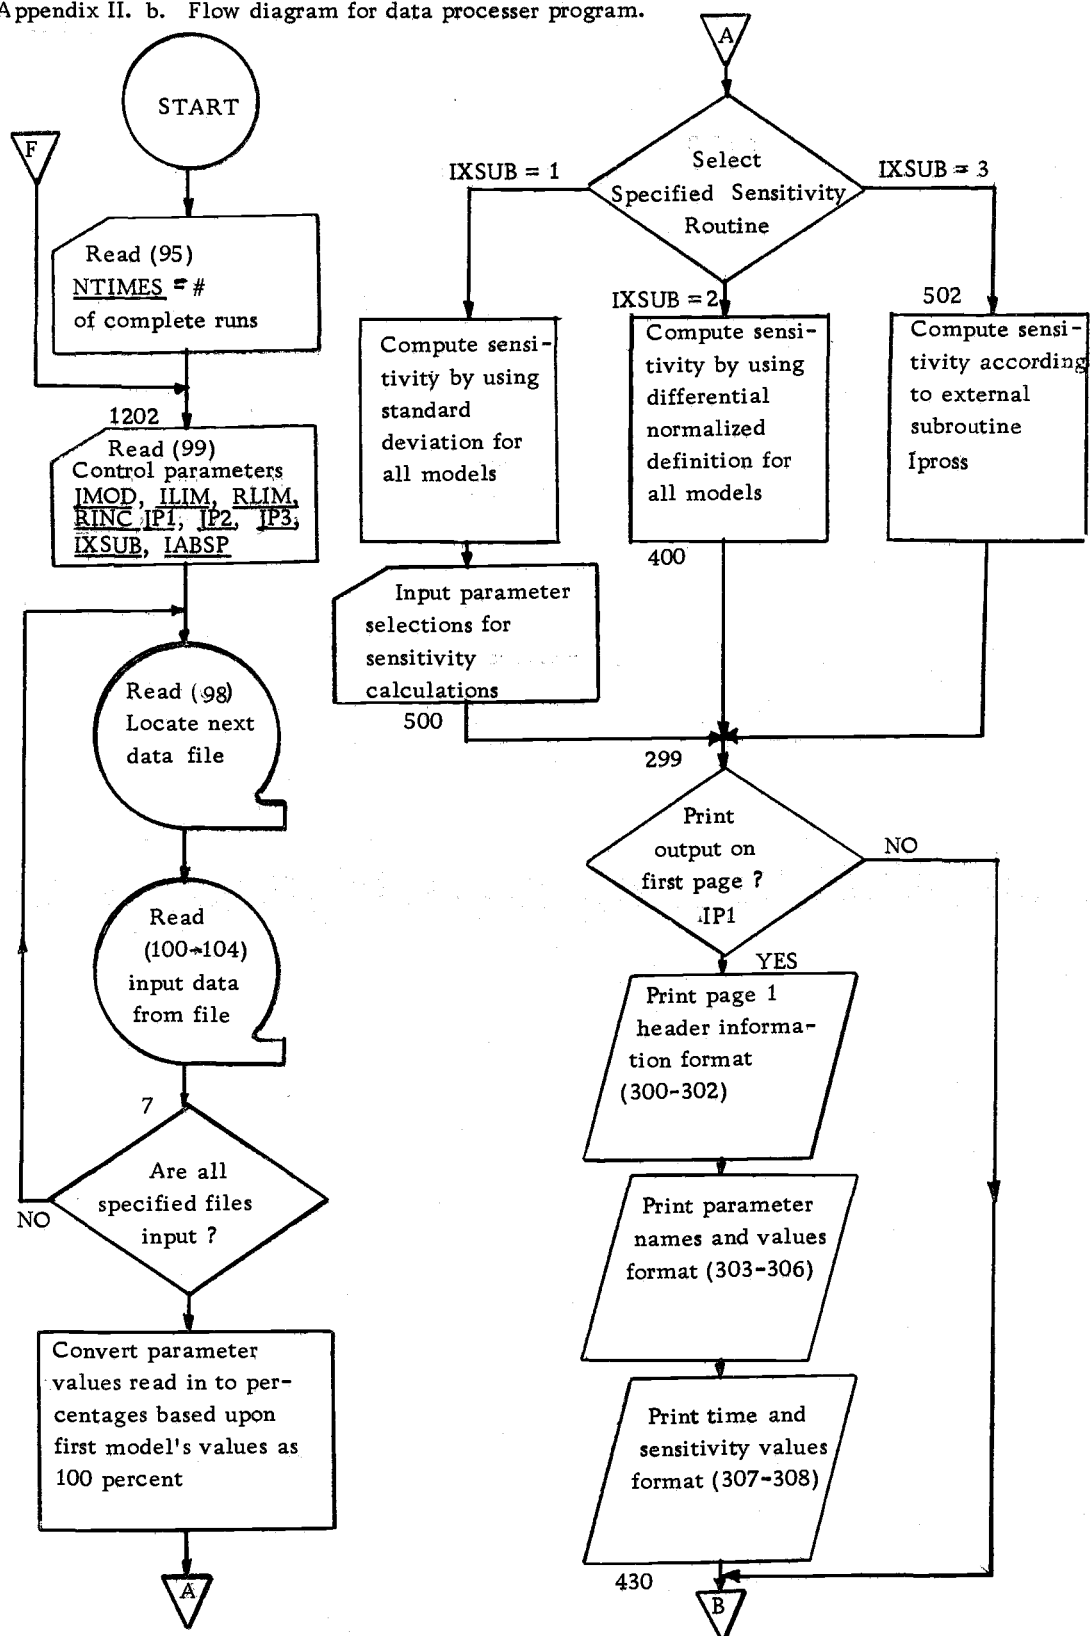 Appendix II. b. Flow diagram for data processer program.
START
F
Read (95)
NTIMES = #
of complete runs
1202
Read (99)
Control parameters
JMOD, ILIM, RLIM,
RINC JP1, JP2, JP3,
IXSUB, IABSP
Read (98)
Locate next
data file
Read
(100→104)
input data
from file
7
Are all
specified files
input ?
NO
Convert parameter
values read in to per-
centages based upon
first model's values as
100 percent
A
A
Select
Specified Sensitivity
Routine
IXSUB = 1
IXSUB = 2
IXSUB = 3
Compute sensi-
tivity by using
standard
deviation for
all models
Input parameter
selections for
sensitivity
calculations
500
Compute sensi-
tivity by using
differential
normalized
definition for
all models
400
502
Compute sensi-
tivity according
to external
subroutine
Ipross
299
Print
output on
first page ?
IP1
NO
YES
Print page 1
header informa-
tion format
(300-302)
Print parameter
names and values
format (303-306)
Print time and
sensitivity values
format (307-308)
430
B